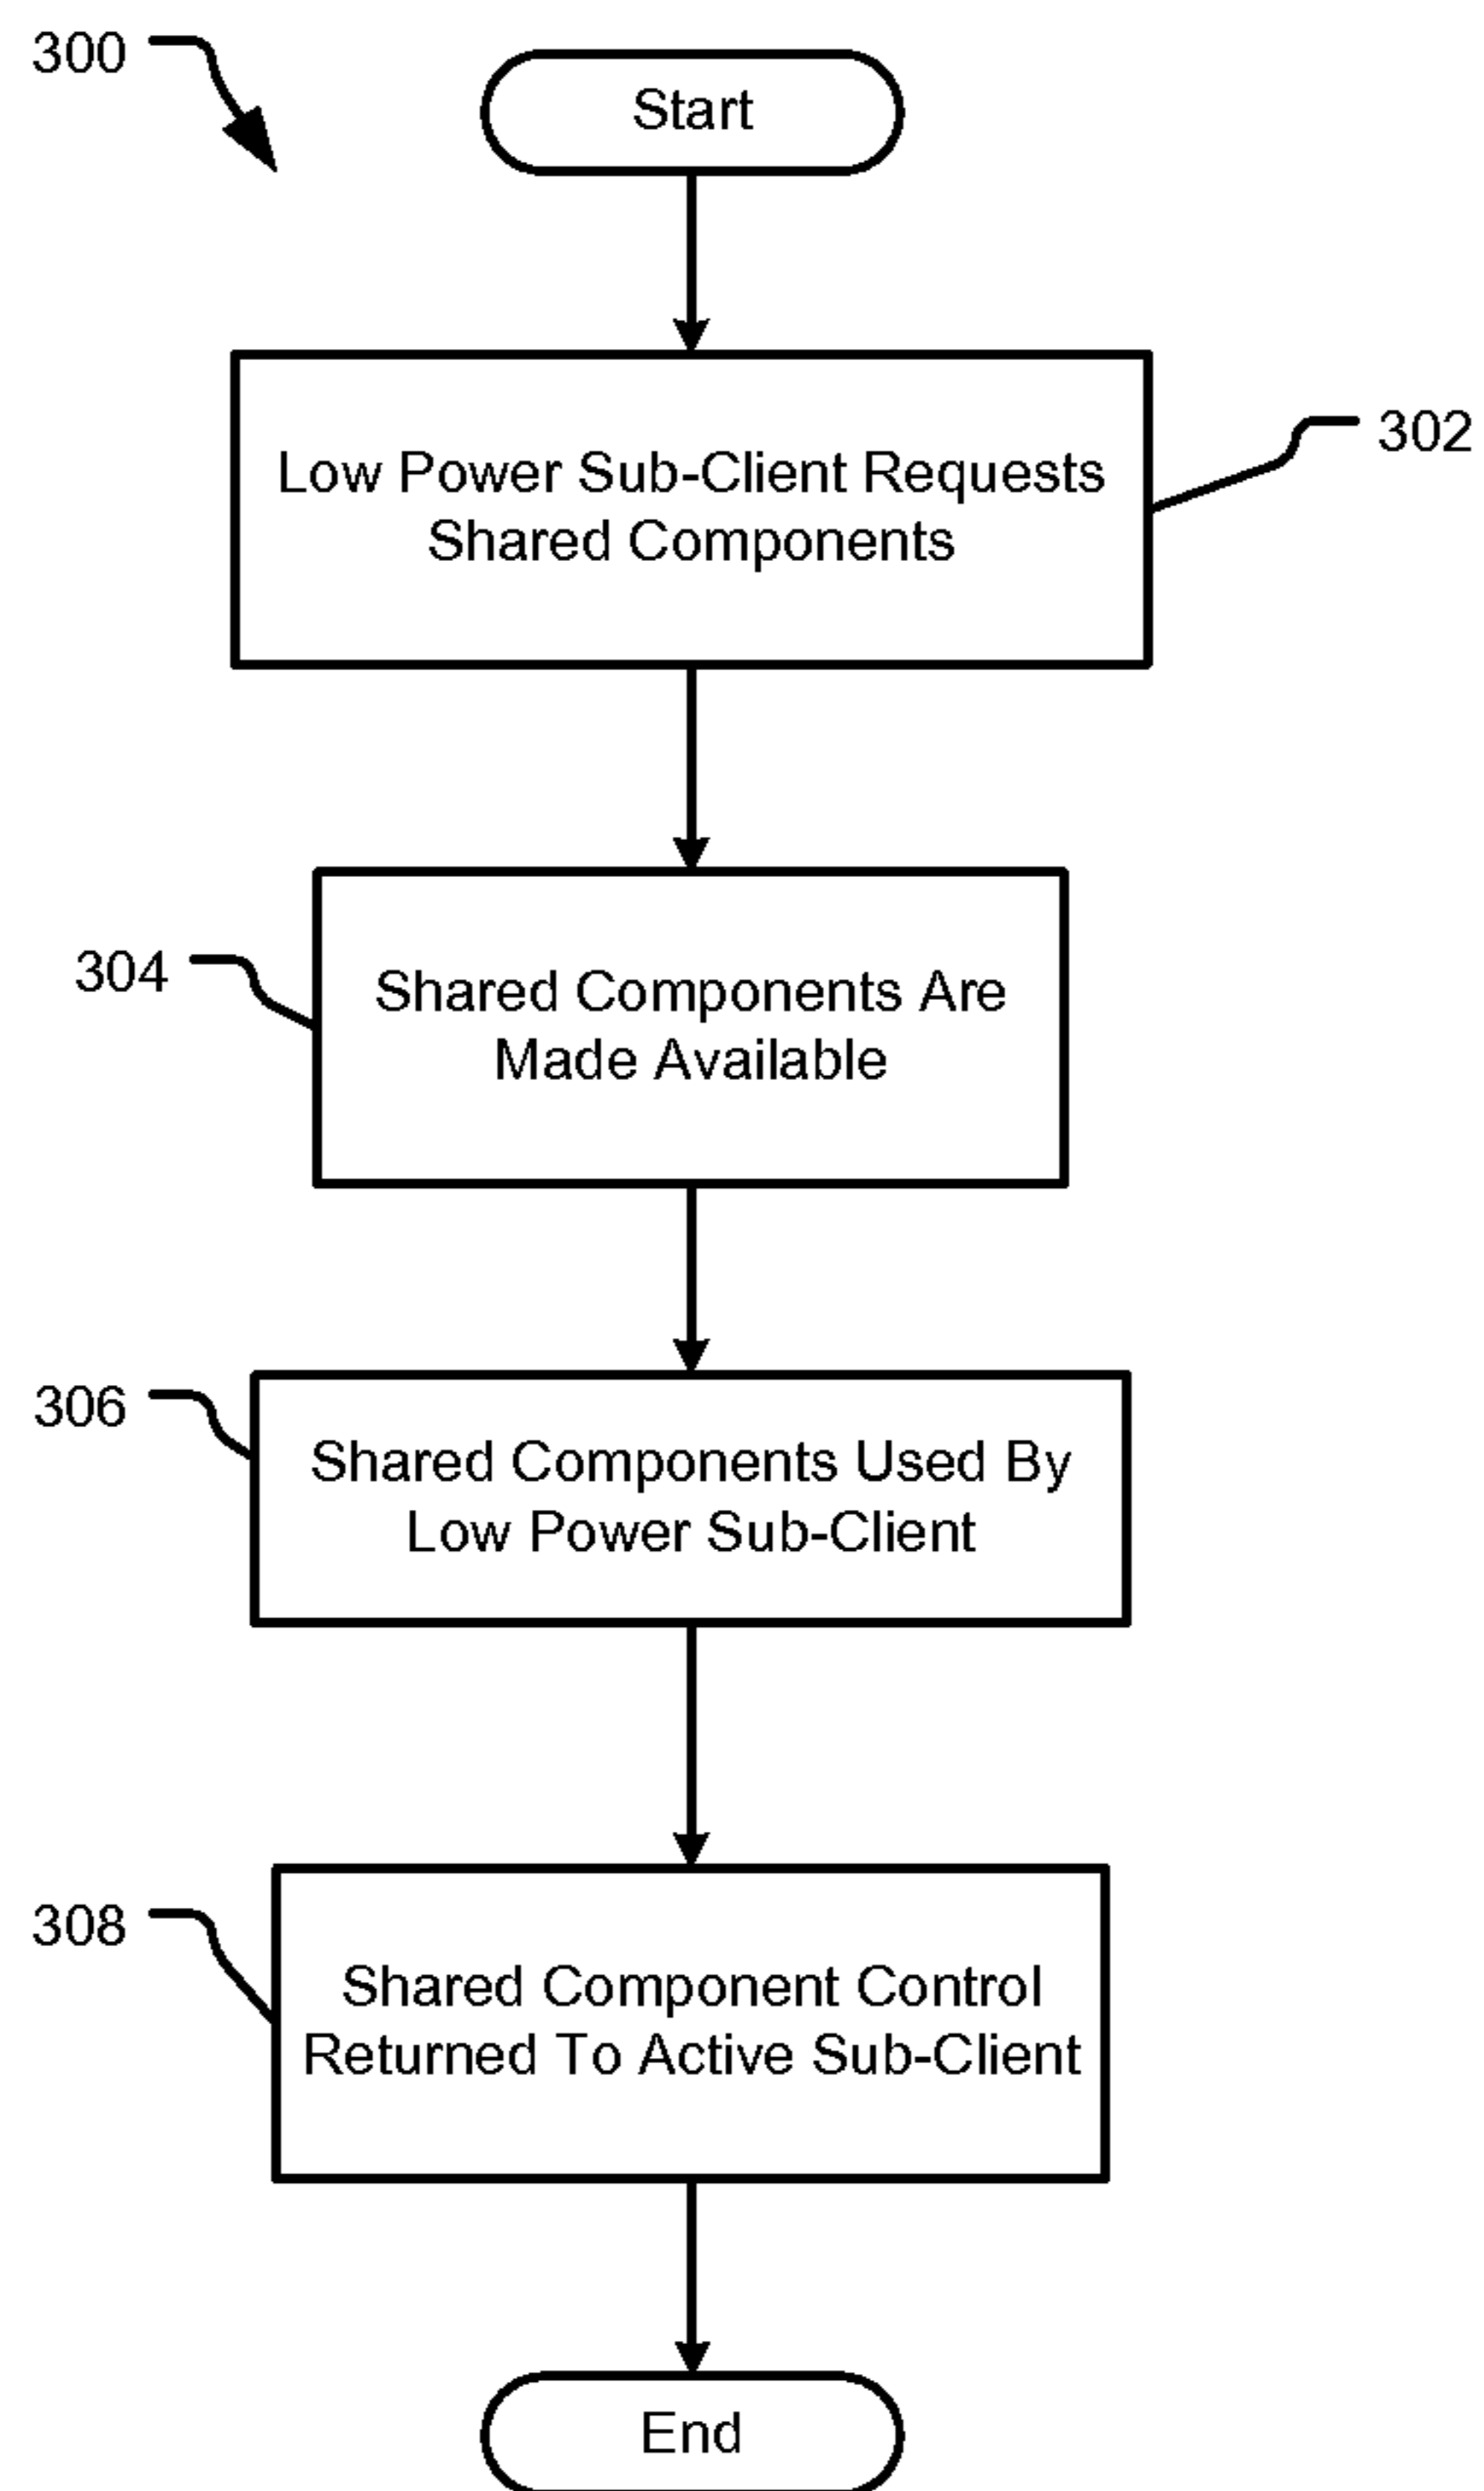 300
Start
Low Power Sub-Client Requests
Shared Components
302
304
Shared Components Are
Made Available
306
Shared Components Used By
Low Power Sub-Client
308
Shared Component Control
Returned To Active Sub-Client
End